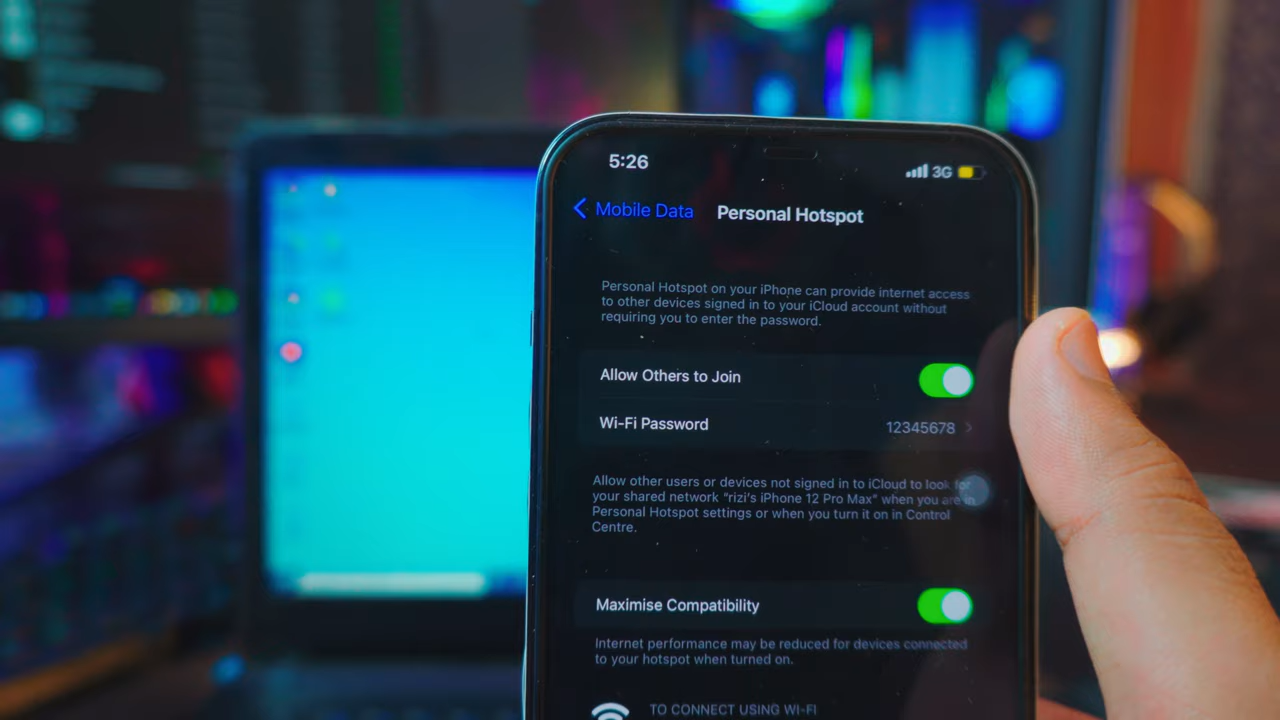 5:26
3G
Mobile Data
Personal Hotspot
Personal Hotspot on your iPhone can provide internet access
to other devices signed in to your iCloud account without
requiring you to enter the password.
Allow Others to Join
Wi-Fi Password 12345678
Allow other users or devices not signed in to iCloud to look for
your shared network “rizi’s iPhone 12 Pro Max” when you are in
Personal Hotspot settings or when you turn it on in Control
Centre.
Maximise Compatibility
Internet performance may be reduced for devices connected
to your hotspot when turned on.
TO CONNECT USING WI-FI